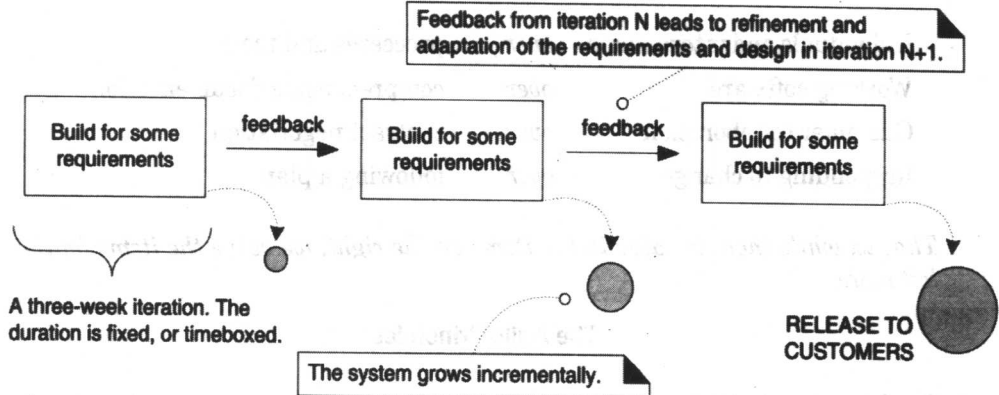 Feedback from iteration N leads to refinement and
adaptation of the requirements and design in iteration N+1.
Build for some
requirements
feedback
Build for some
requirements
feedback
Build for some
requirements
following a plan
A three-week iteration. The
duration is fixed, or timeboxed.
RELEASE TO
CUSTOMERS
The system grows incrementally.